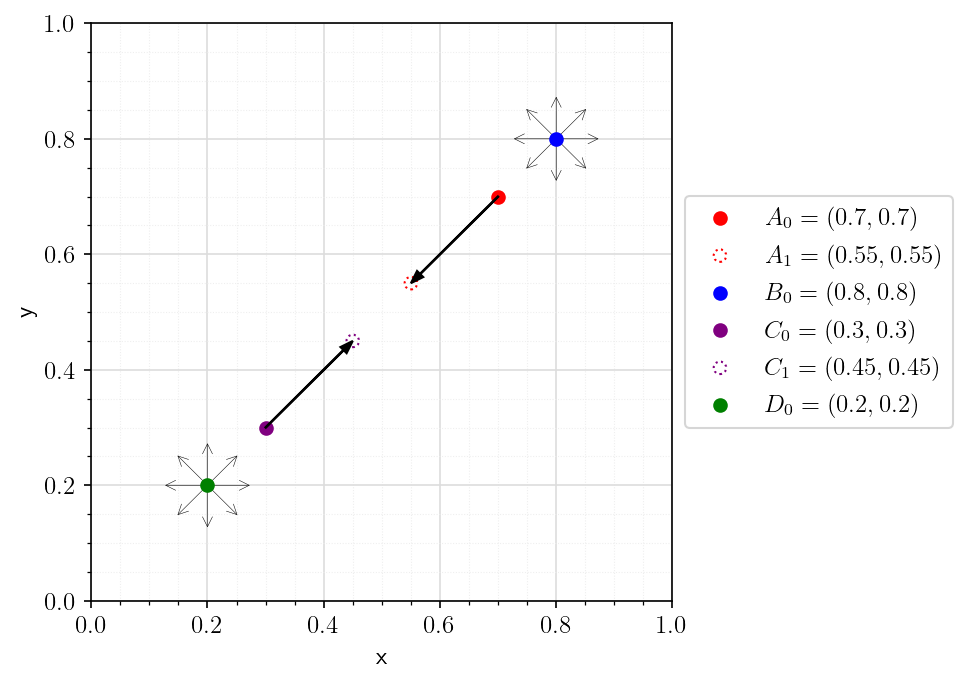 1.0
0.8
0.6
0.4
0.2
0.0
y
0.0 0.2 0.4 0.6 0.8 1.0
x
A₀ = (0.7, 0.7)
A₁ = (0.55, 0.55)
B₀ = (0.8, 0.8)
C₀ = (0.3, 0.3)
C₁ = (0.45, 0.45)
D₀ = (0.2, 0.2)